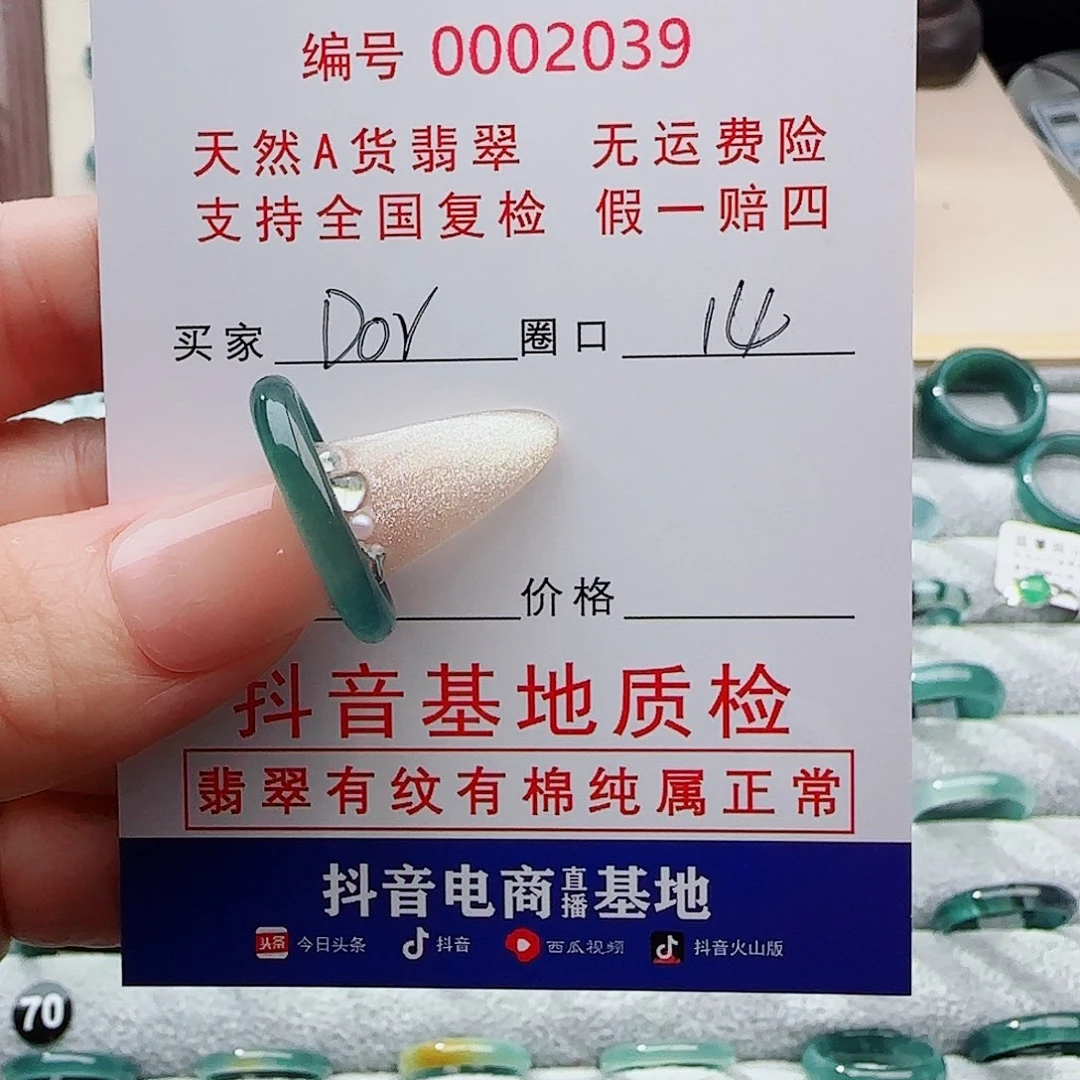 编号 0002039
天然A货翡翠 无运费险
支持全国复检 假一赔四
买家 Dor 圈口 14
价格
抖音基地质检
翡翠有纹有棉纯属正常
抖音电商直播基地
头条 今日头条 抖音 西瓜视频 抖音火山版
70